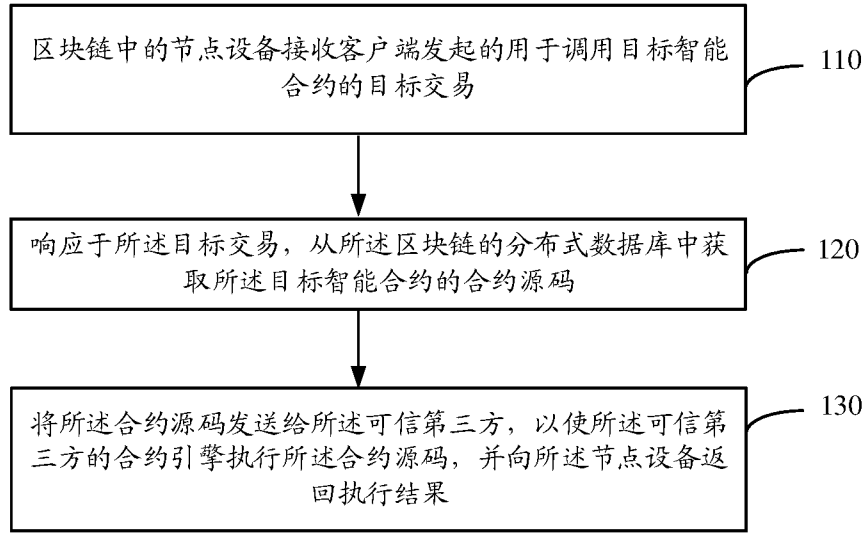 区块链中的节点设备接收客户端发起的用于调用目标智能
合约的目标交易
110
响应于所述目标交易，从所述区块链的分布式数据库中获
取所述目标智能合约的合约源码
120
将所述合约源码发送给所述可信第三方，以使所述可信第
三方的合约引擎执行所述合约源码，并向所述节点设备返
回执行结果
130